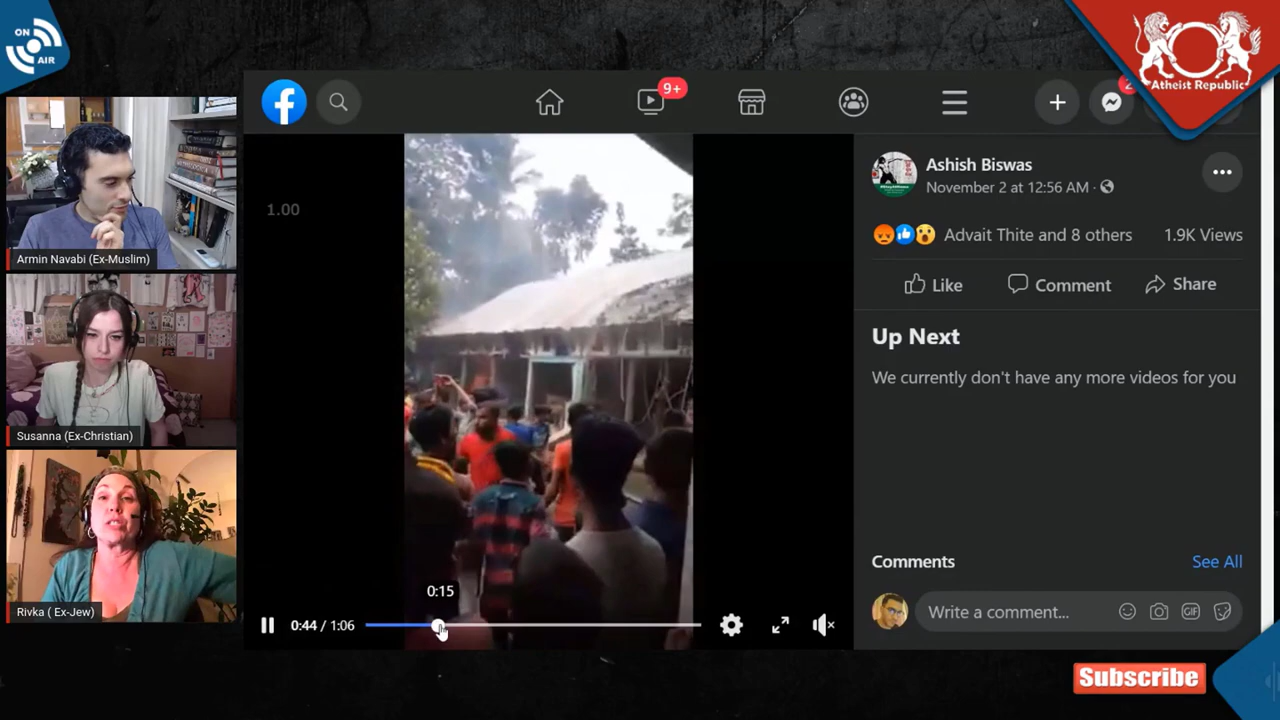 ON
AIR
Atheist Republic
9+
2
1.00
Ashish Biswas
November 2 at 12:56 AM ·
Advait Thite and 8 others
1.9K Views
Like
Comment
Share
Up Next
We currently don't have any more videos for you
Armin Navabi (Ex-Muslim)
Susanna (Ex-Christian)
Rivka ( Ex-Jew)
0:15
0:44 / 1:06
Comments
See All
Write a comment...
GIF
Subscribe